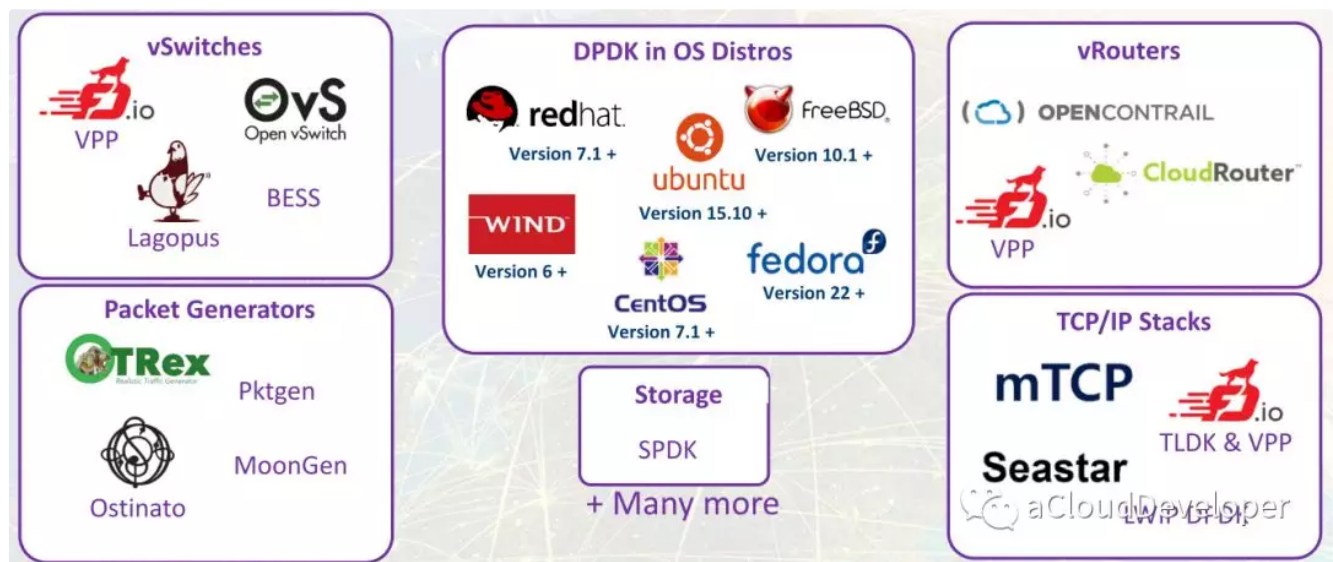 vSwitches
.io
VPP
OvS
Open vSwitch
Lagopus
BESS
Packet Generators
TRex
Realistic Traffic Generator
Pktgen
Ostinato
MoonGen
DPDK in OS Distros
redhat.
Version 7.1 +
ubuntu
Version 15.10 +
FreeBSD
Version 10.1 +
WIND
Version 6 +
CentOS
Version 7.1 +
fedora
Version 22 +
Storage
SPDK
+ Many more
vRouters
OPENCONTRAIL
CloudRouter
.io
VPP
TCP/IP Stacks
mTCP
.io
TLDK & VPP
Seastar
aCloudDeveloper